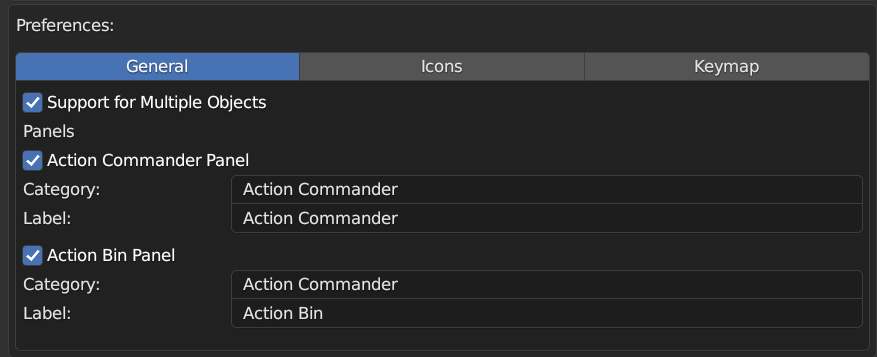 Preferences:
General Icons Keymap
Support for Multiple Objects
Panels
Action Commander Panel
Category: Action Commander
Label: Action Commander
Action Bin Panel
Category: Action Commander
Label: Action Bin